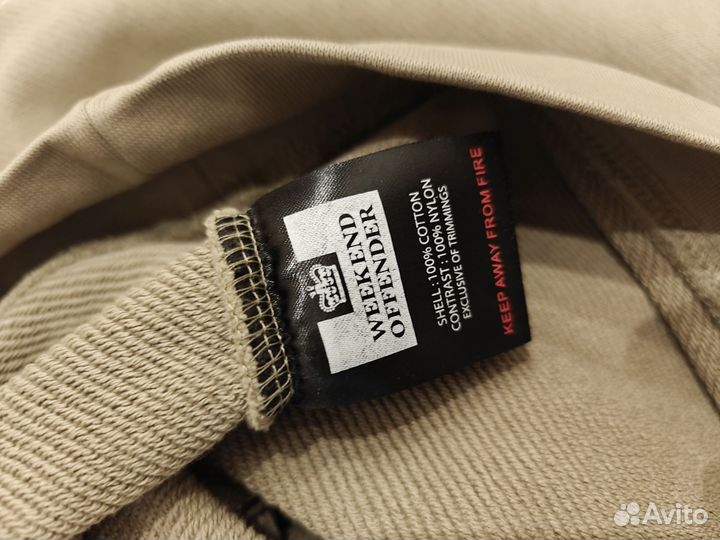 WEEKEND
OFFENDER
SHELL : 100% COTTON
CONTRAST : 100% NYLON
EXCLUSIVE OF TRIMMINGS
KEEP AWAY FROM FIRE
Avito